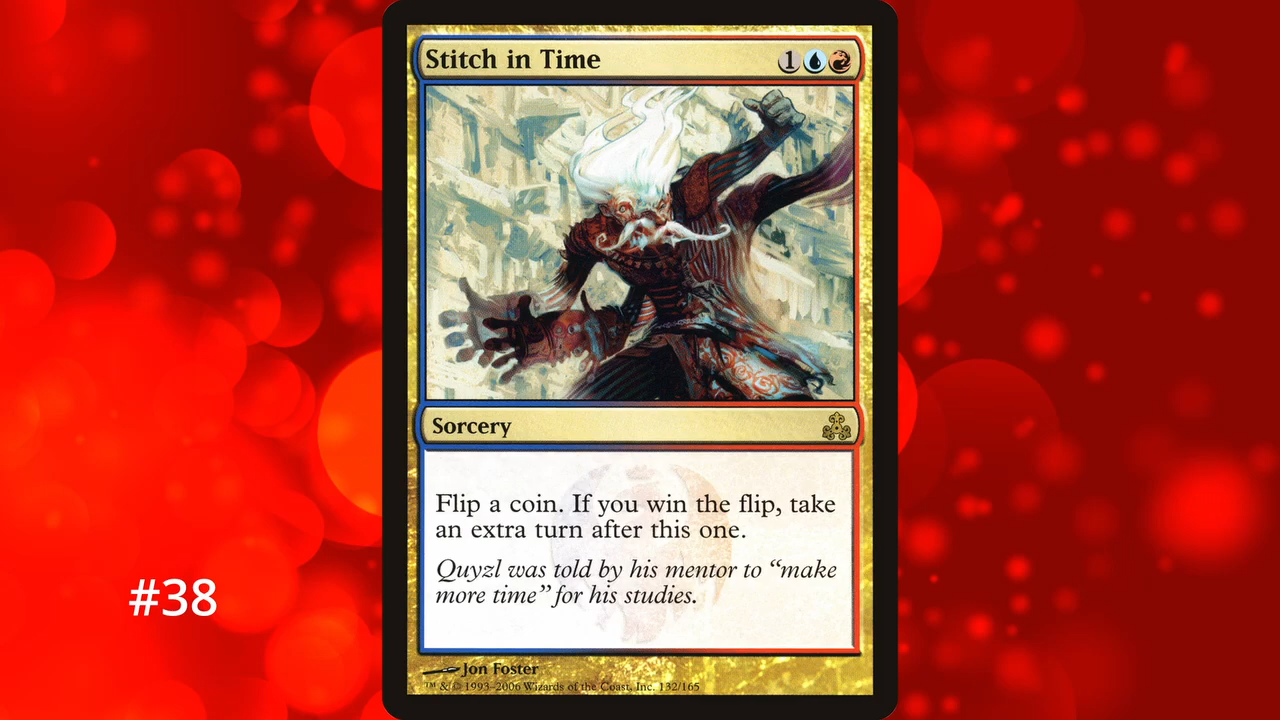 Stitch in Time
1
Sorcery
Flip a coin. If you win the flip, take
an extra turn after this one.
Quyzl was told by his mentor to “make
more time” for his studies.
#38
Jon Foster
™ & © 1993–2006 Wizards of the Coast, Inc. 132/165